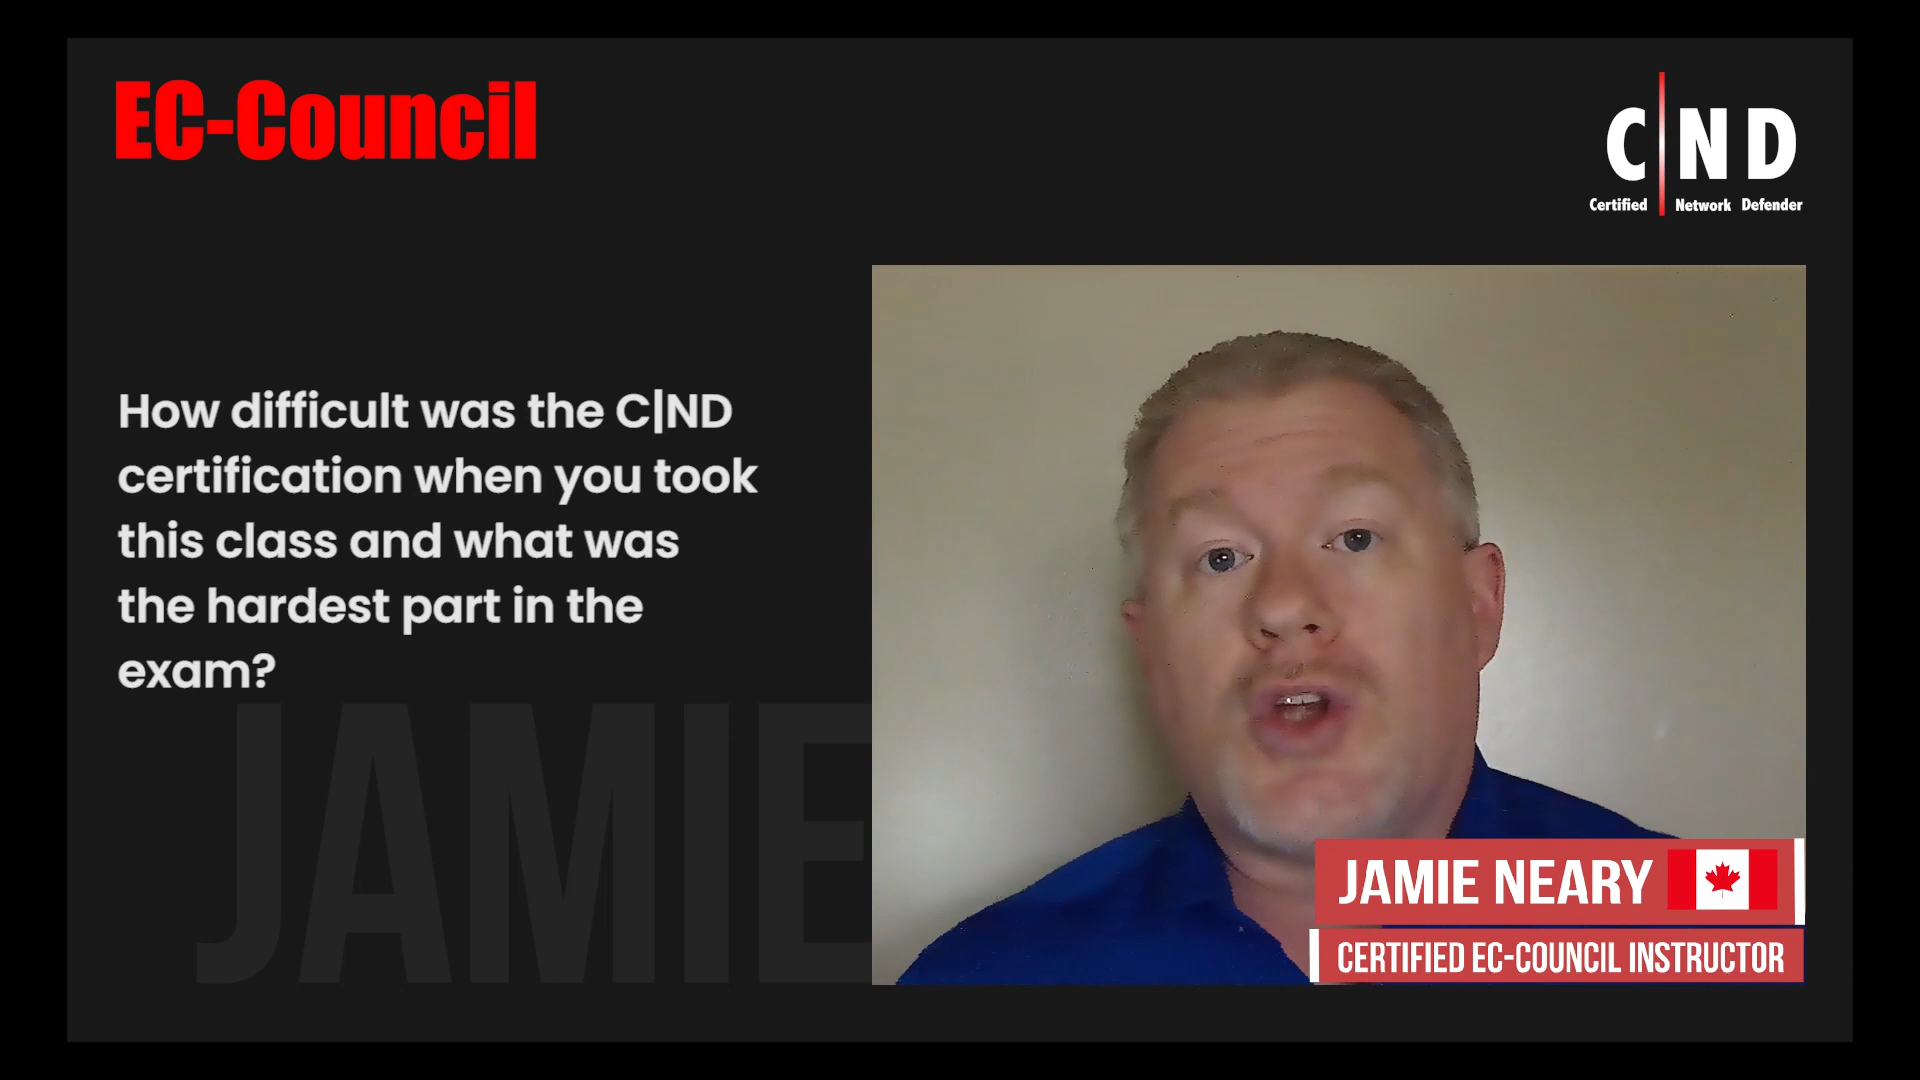 EC-Council
C|ND
Certified Network Defender
How difficult was the C|ND
certification when you took
this class and what was
the hardest part in the
exam?
JAMIE
JAMIE NEARY
CERTIFIED EC-COUNCIL INSTRUCTOR